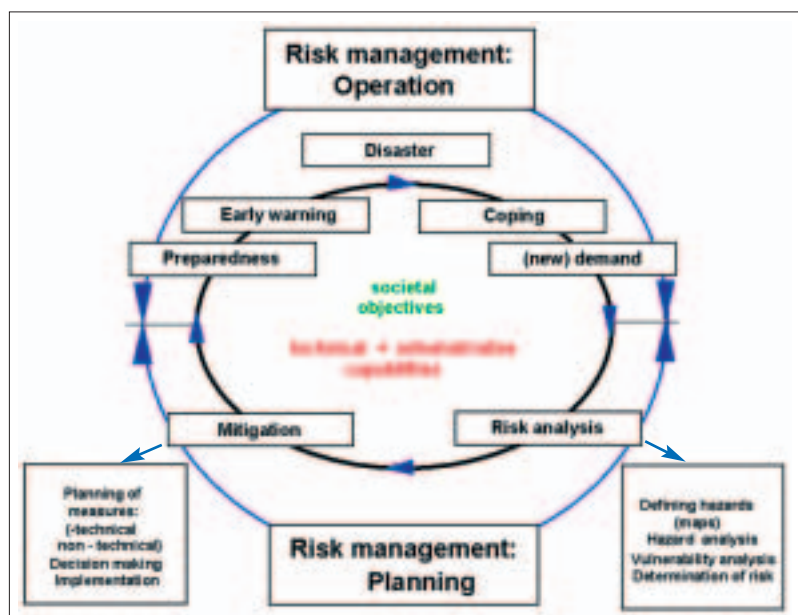 Risk management:
Operation
Disaster
Early warning
Coping
Preparedness
(new) demand
societal
objectives
technical +
capabilities
Mitigation
Risk analysis
Planning of
measures:
(-technical
non - technical)
Decision making
Implementation
Defining hazards
(maps)
Hazard analysis
Vulnerability analysis
Determination of risk
Risk management:
Planning